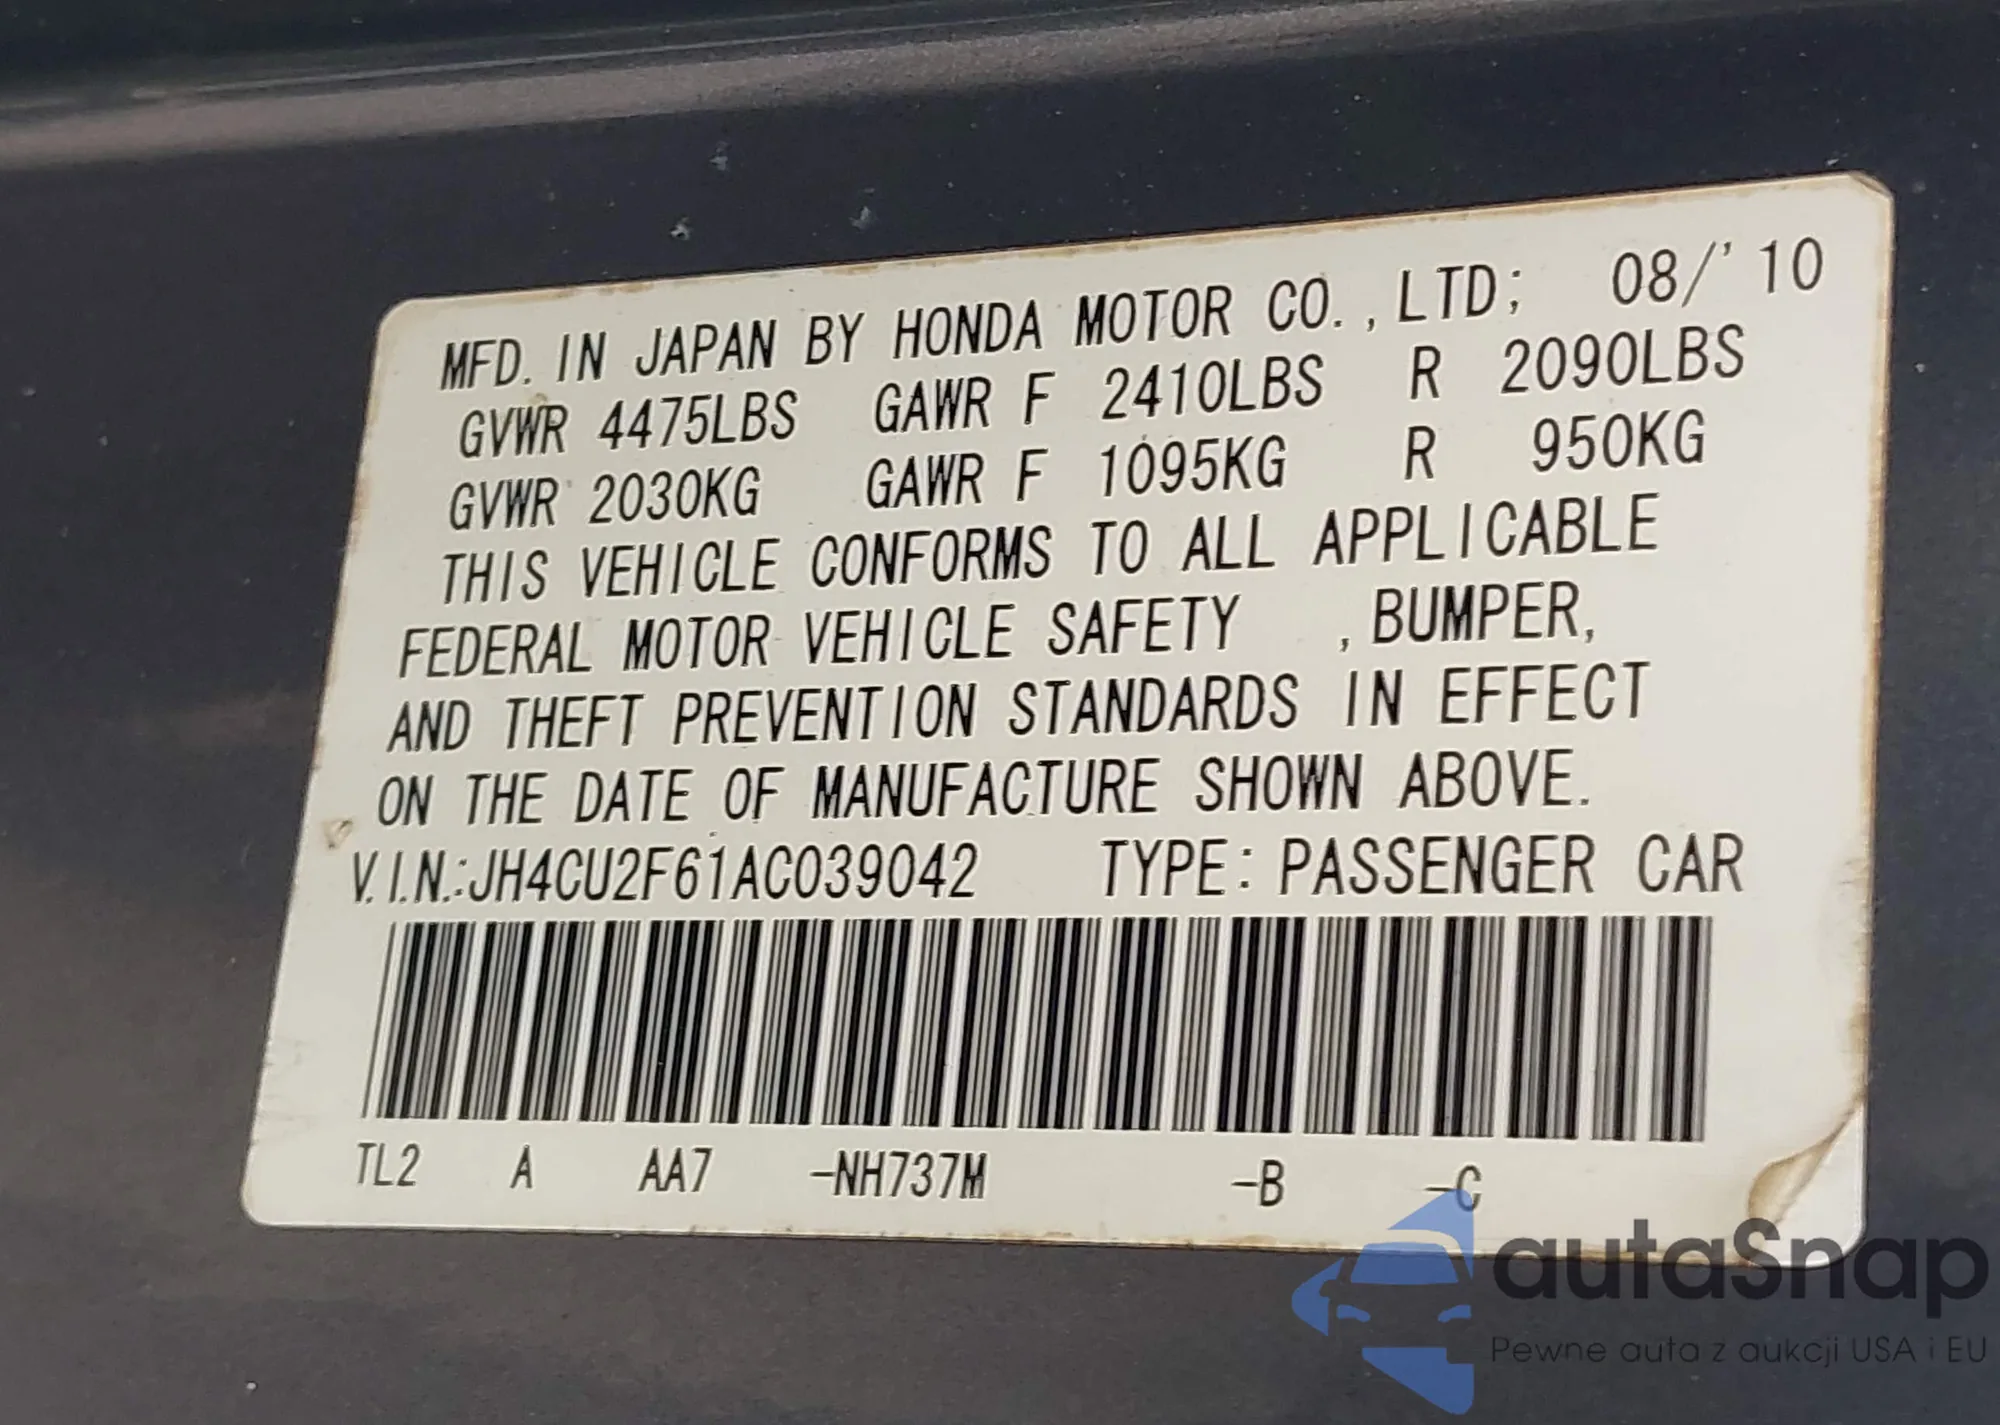 MFD. IN JAPAN BY HONDA MOTOR CO., LTD; 08/'10
GVWR 4475LBS GAWR F 2410LBS R 2090LBS
GVWR 2030KG GAWR F 1095KG R 950KG
THIS VEHICLE CONFORMS TO ALL APPLICABLE
FEDERAL MOTOR VEHICLE SAFETY , BUMPER,
AND THEFT PREVENTION STANDARDS IN EFFECT
ON THE DATE OF MANUFACTURE SHOWN ABOVE.
V.I.N.:JH4CU2F61AC039042 TYPE: PASSENGER CAR
TL2 A AA7 -NH737M -B -C
autaSnap
Pewne auta z aukcji USA i EU